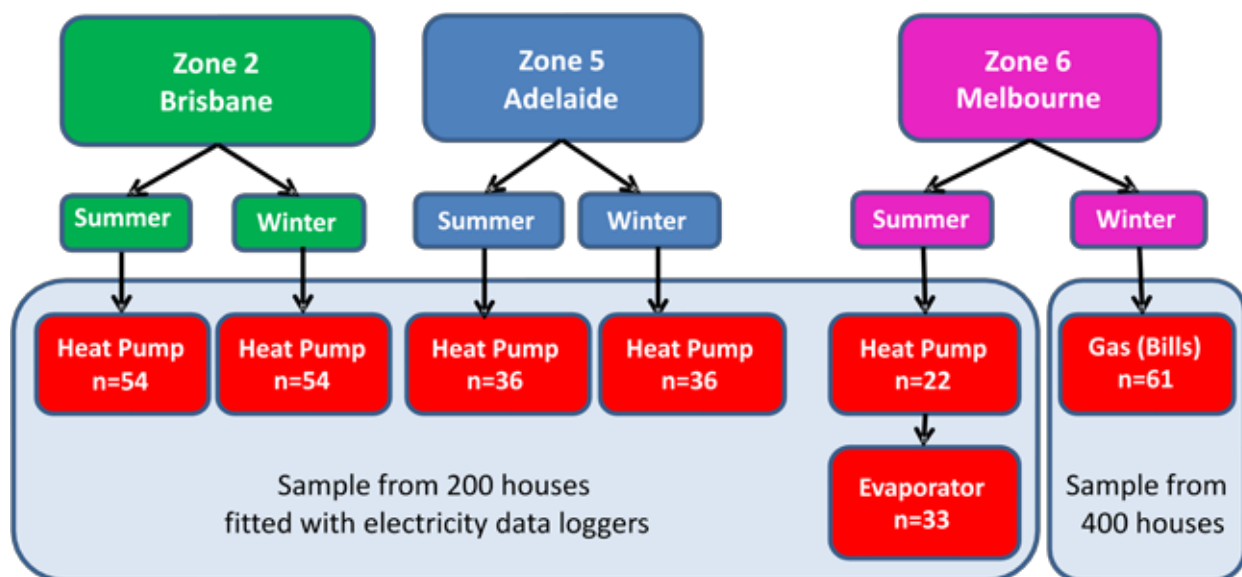 Zone 2
Brisbane
Zone 5
Adelaide
Zone 6
Melbourne
Summer
Winter
Summer
Winter
Summer
Winter
Heat Pump
n=54
Heat Pump
n=54
Heat Pump
n=36
Heat Pump
n=36
Heat Pump
n=22
Gas (Bills)
n=61
Evaporator
n=33
Sample from 200 houses
fitted with electricity data loggers
Sample from
400 houses